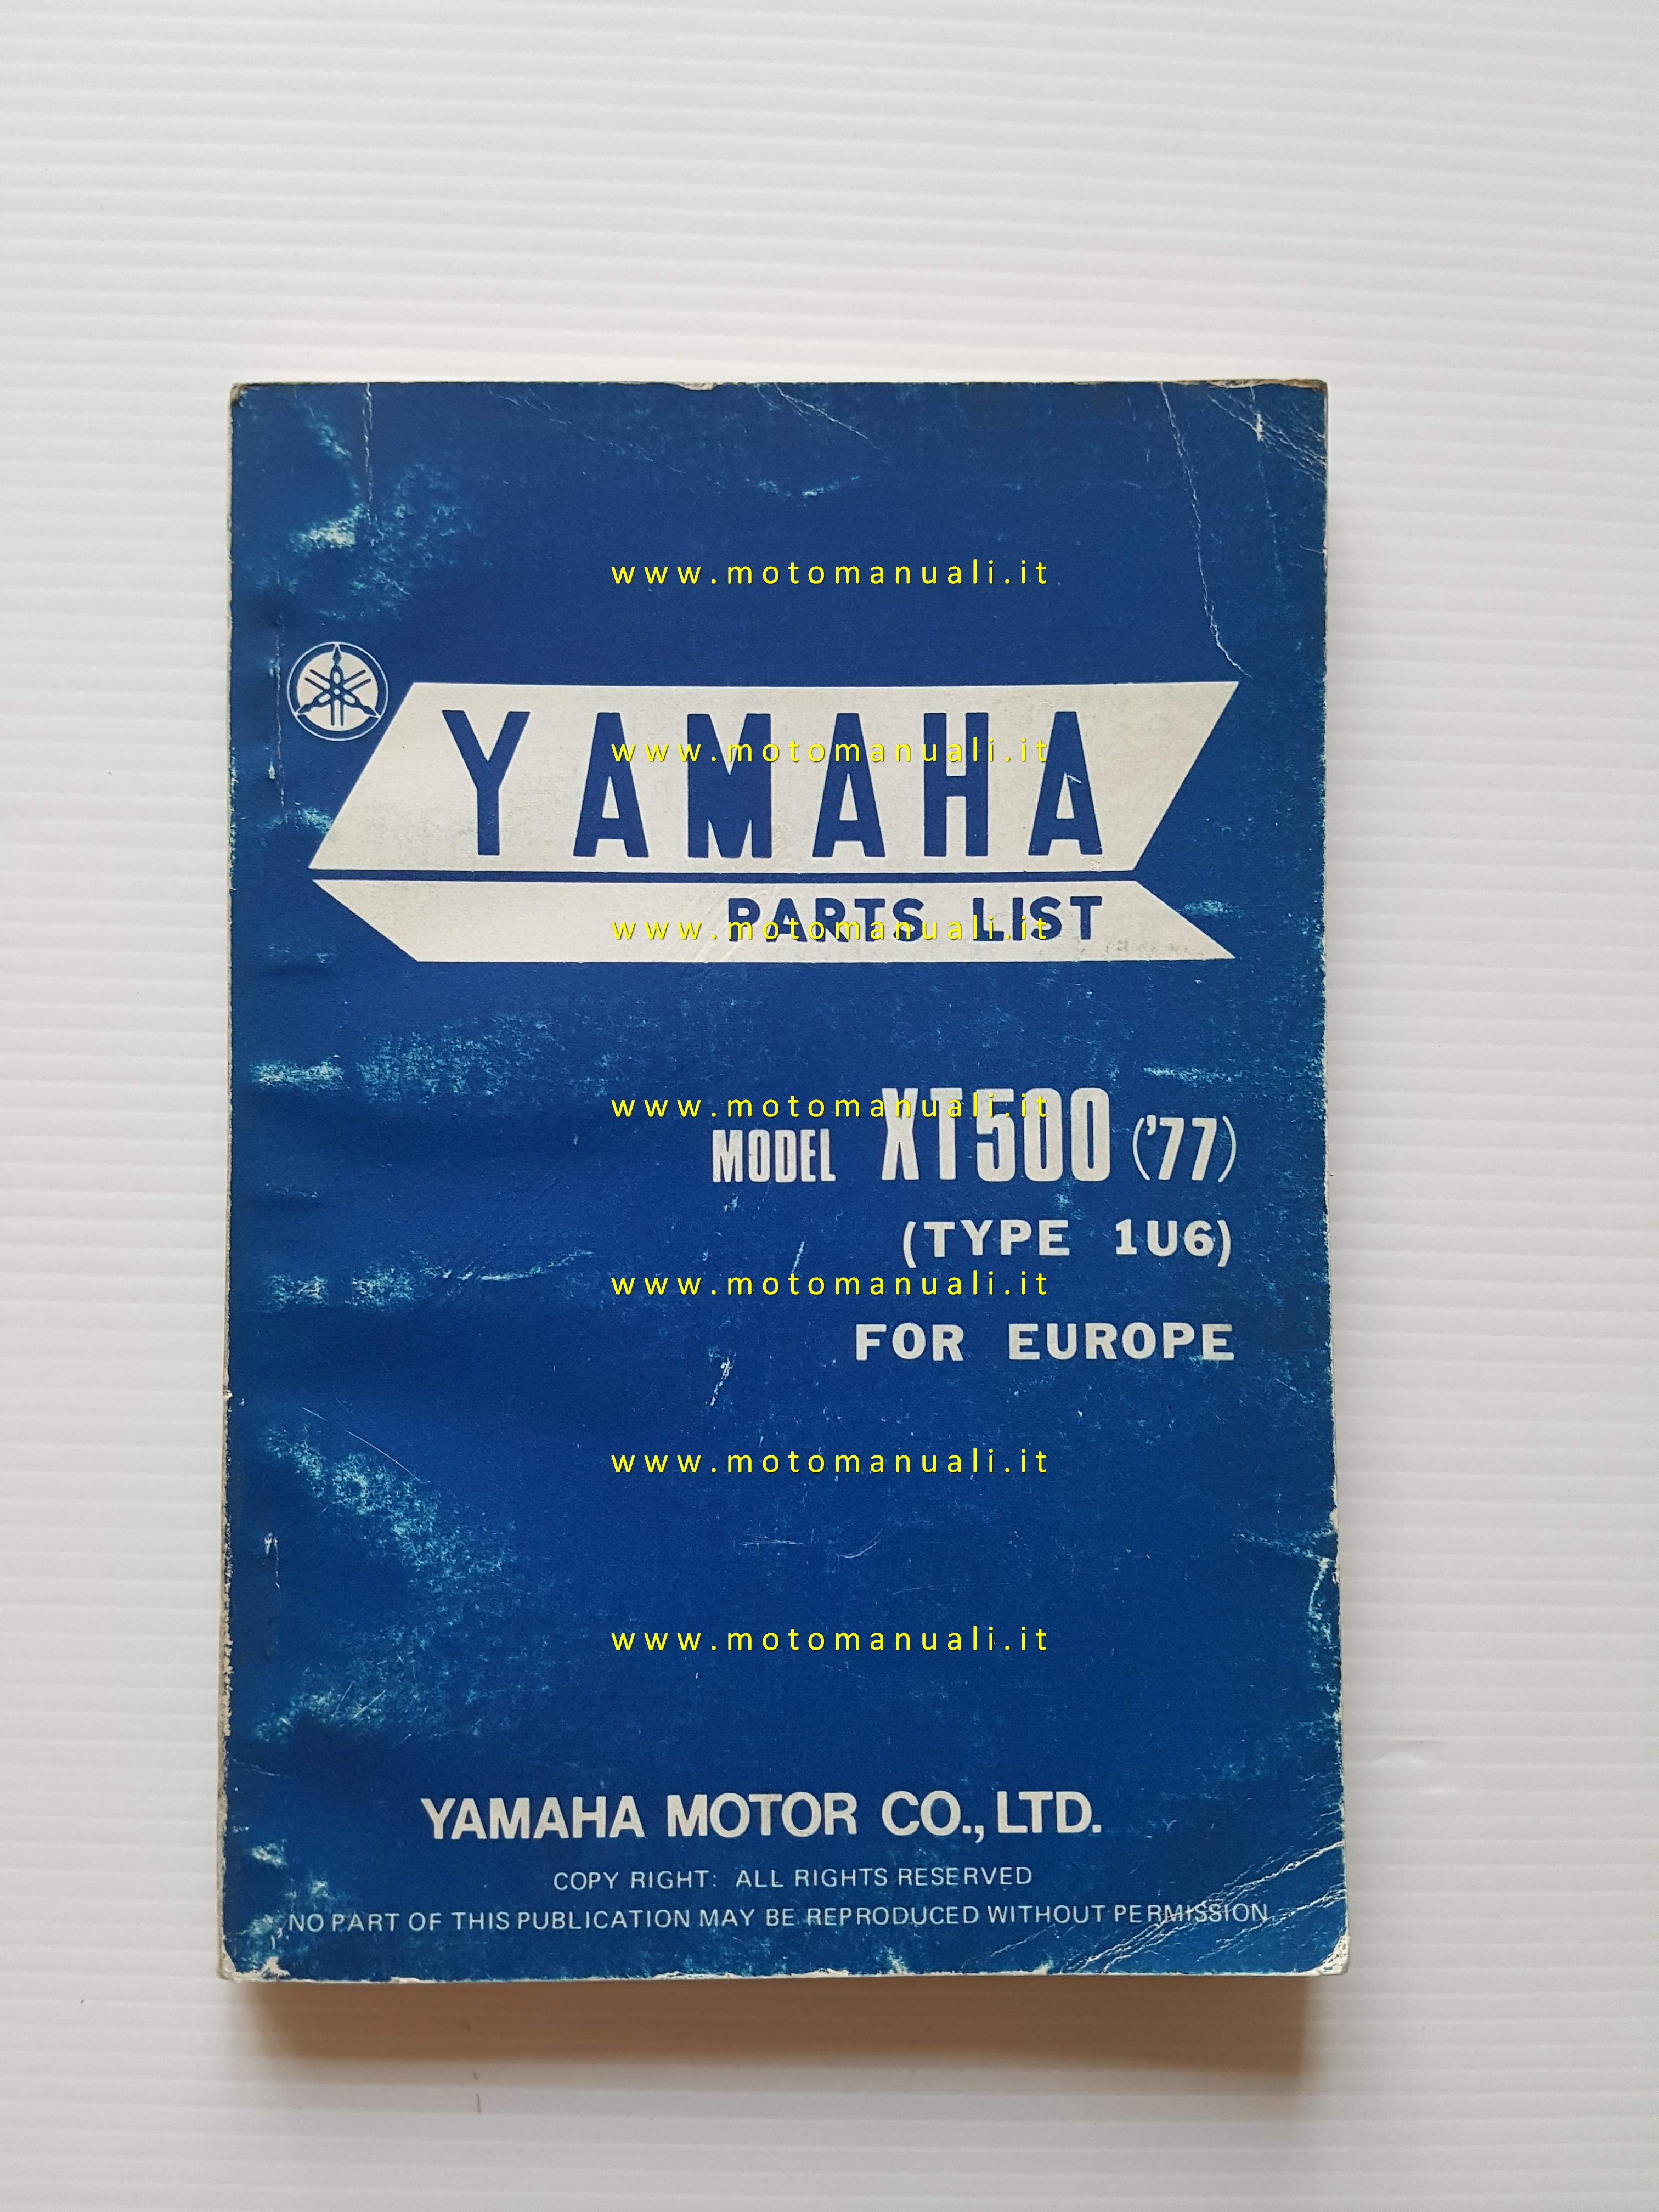 www.motomanuali.it
YAMAHA
www.motomanuali.it
PARTS LIST
www.motomanuali.it
www.motomanuali.it
MODEL XT500 ('77)
(TYPE 1U6)
www.motomanuali.it
FOR EUROPE
www.motomanuali.it
www.motomanuali.it
YAMAHA MOTOR CO., LTD.
COPY RIGHT: ALL RIGHTS RESERVED
NO PART OF THIS PUBLICATION MAY BE REPRODUCED WITHOUT PERMISSION